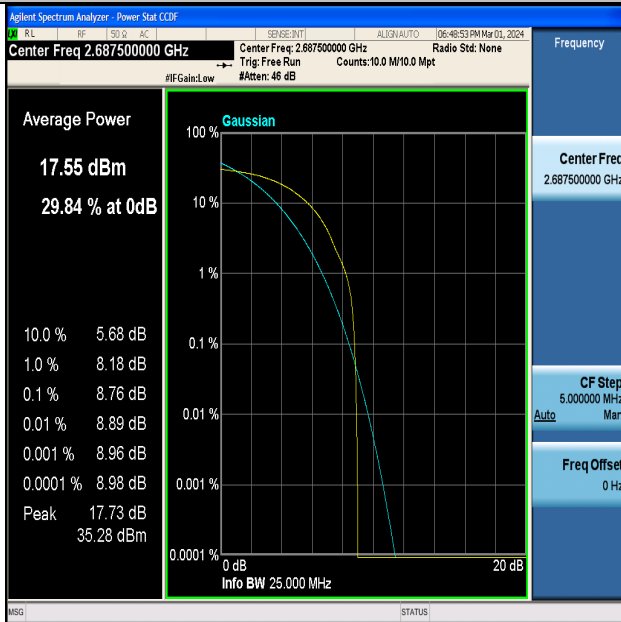 Agilent Spectrum Analyzer - Power Stat CCDF
LXI RL RF 50 Ω AC SENSE:INT ALIGNAUTO 06:48:53 PM Mar 01, 2024
Center Freq 2.687500000 GHz
Center Freq: 2.687500000 GHz Radio Std: None
Trig: Free Run Counts:10.0 M/10.0 Mpt
#IFGain:Low #Atten: 46 dB
Frequency
Average Power
17.55 dBm
29.84 % at 0dB
10.0 % 5.68 dB
1.0 % 8.18 dB
0.1 % 8.76 dB
0.01 % 8.89 dB
0.001 % 8.96 dB
0.0001 % 8.98 dB
Peak 17.73 dB
35.28 dBm
Gaussian
100 %
10 %
1 %
0.1 %
0.01 %
0.001 %
0.0001 %
0 dB 20 dB
Info BW 25.000 MHz
Center Freq
2.687500000 GHz
CF Step
5.000000 MHz
Auto Man
Freq Offset
0 Hz
MSG STATUS